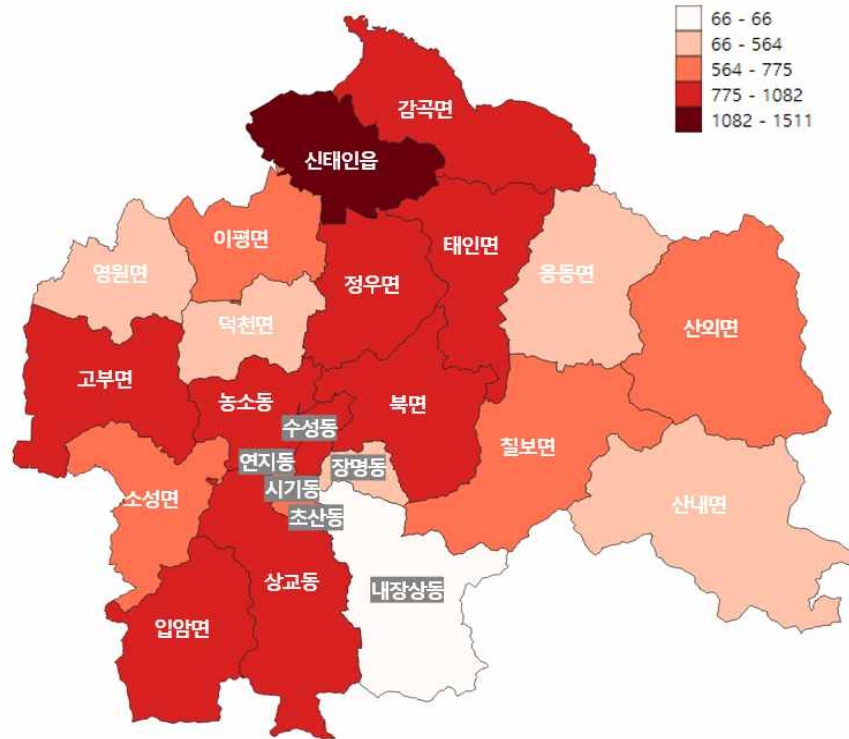 66 - 66
66 - 564
564 - 775
775 - 1082
1082 - 1511
감곡면
신태인읍
이평면
태인면
영원면
정우면
옹동면
덕천면
산외면
고부면
농소동
북면
수성동
칠보면
연지동
장명동
시기동
소성면
산내면
초산동
상교동
내장상동
입암면